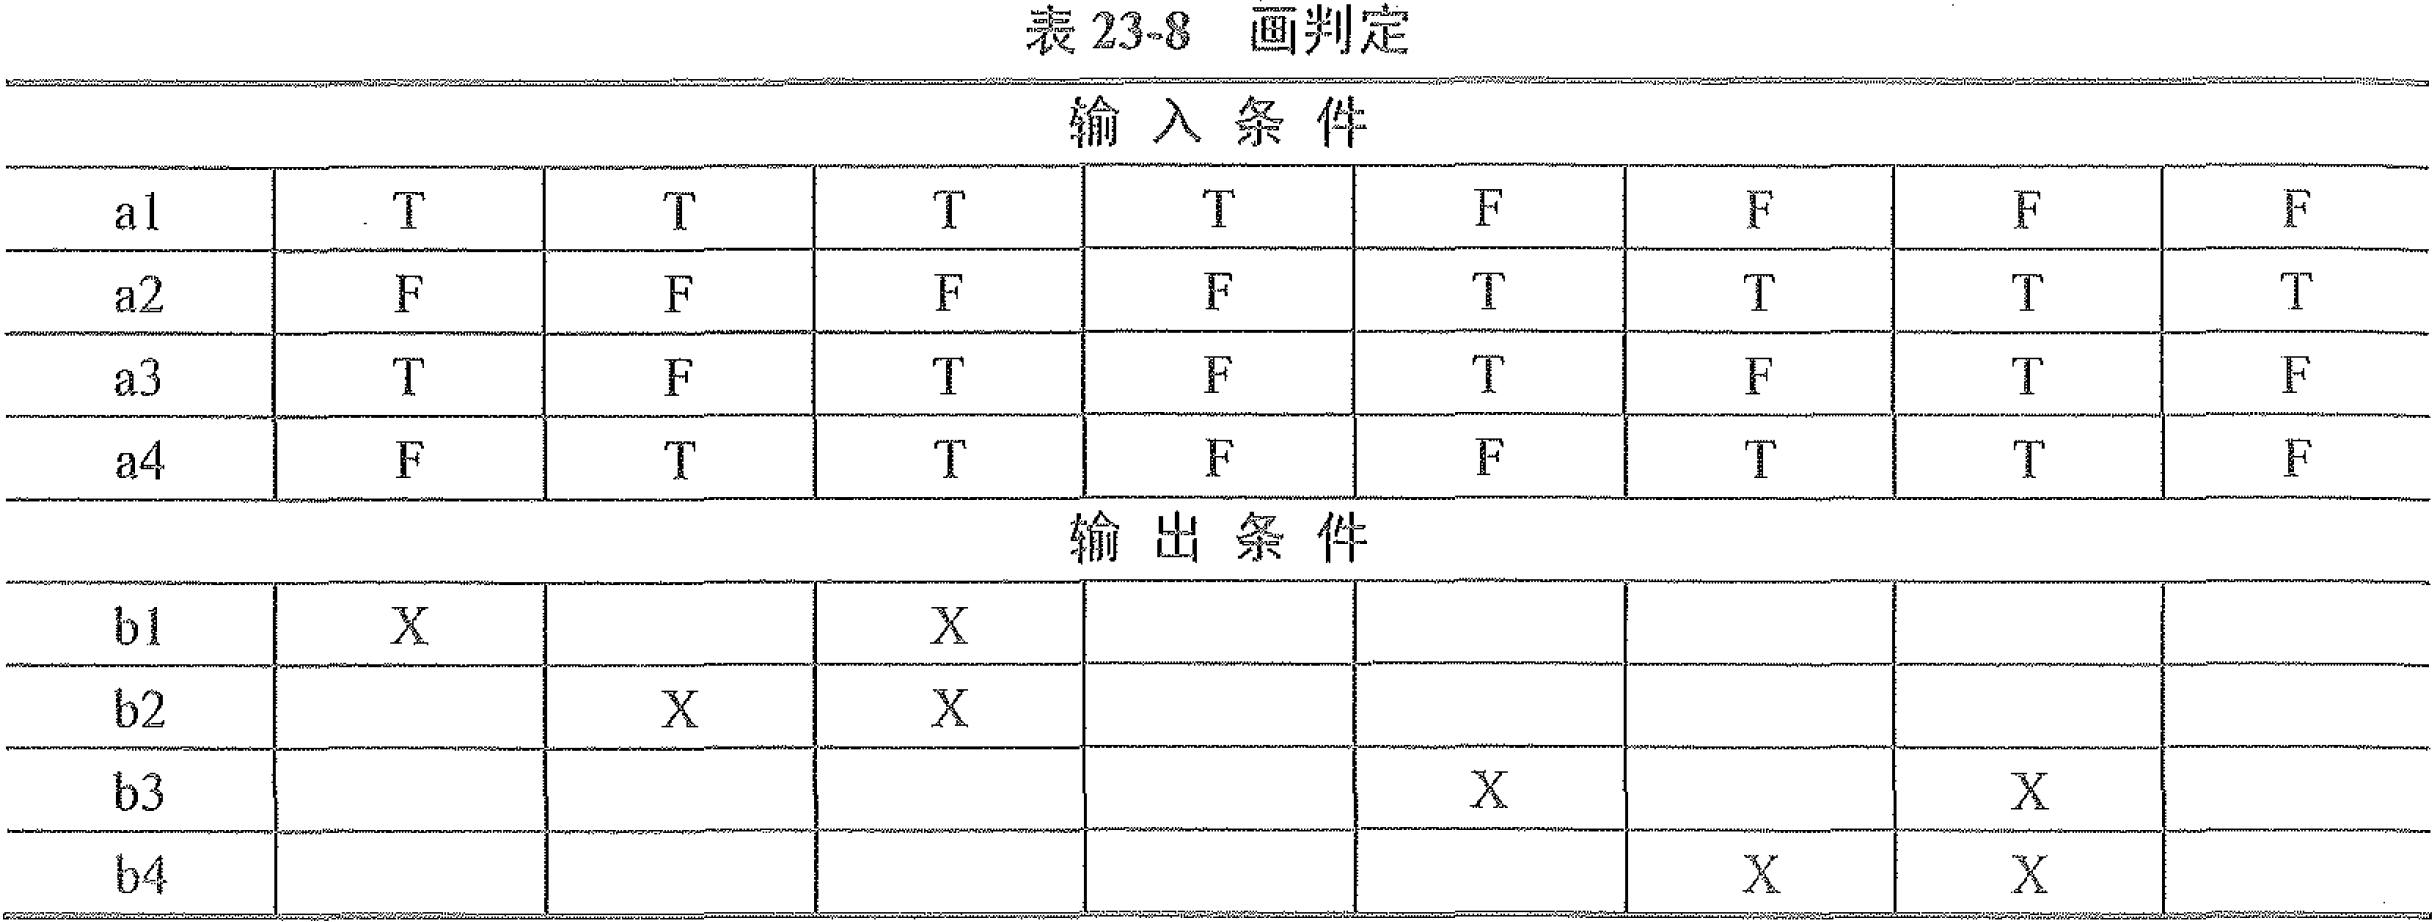 表 23-8 画判定
输入条件
a1 T T T T F F F F
a2 F F F F T T T T
a3 T F T F T F T F
a4 F T T F F T T F
输出条件
b1 X X
b2 X X
b3 X X
b4 X X